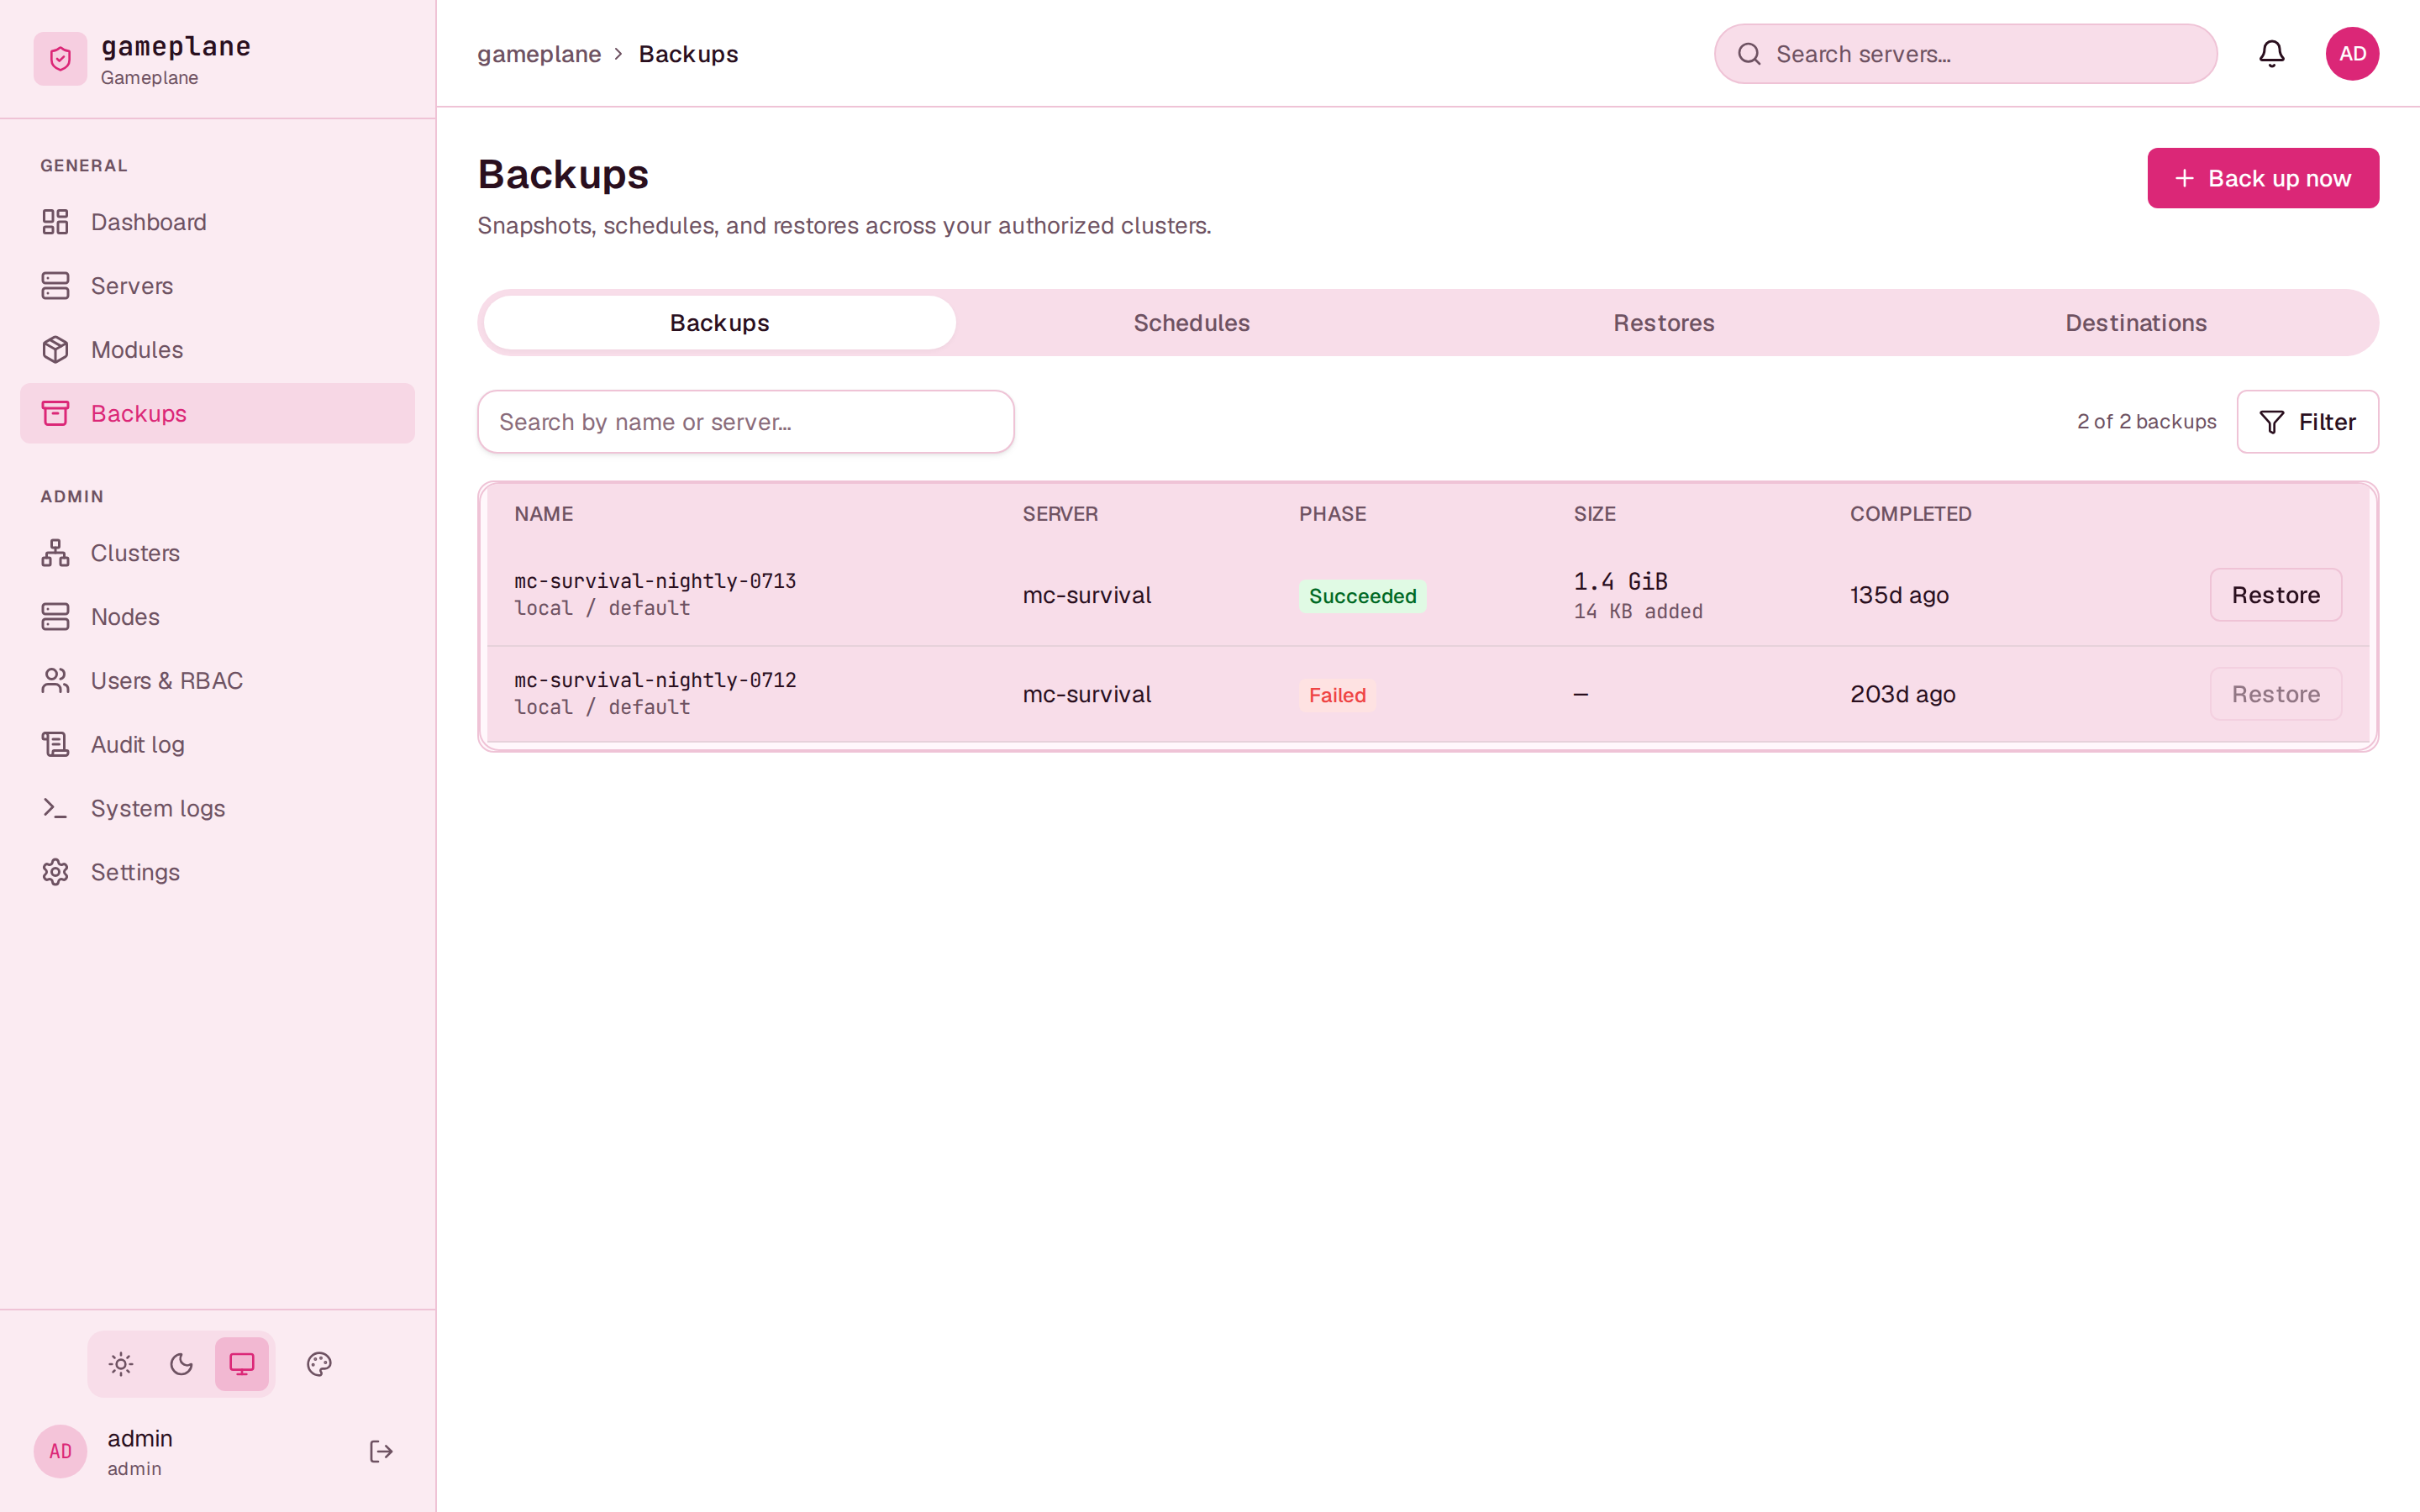 gameplane
Gameplane
GENERAL
Dashboard
Servers
Modules
Backups
ADMIN
Clusters
Nodes
Users & RBAC
Audit log
System logs
Settings
AD
admin
admin
gameplane > Backups
Search servers...
AD
Backups
Snapshots, schedules, and restores across your authorized clusters.
+ Back up now
Backups Schedules Restores Destinations
Search by name or server...
2 of 2 backups
Filter
NAME SERVER PHASE SIZE COMPLETED
mc-survival-nightly-0713
local / default
mc-survival
Succeeded
1.4 GiB
14 KB added
135d ago
Restore
mc-survival-nightly-0712
local / default
mc-survival
Failed
—
203d ago
Restore